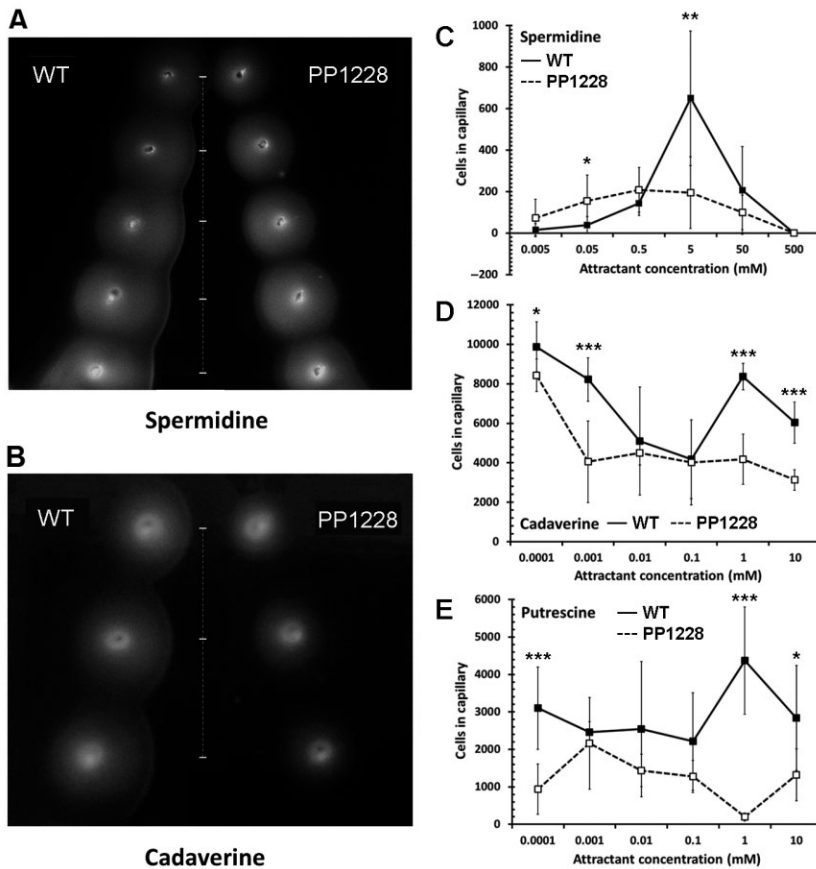 A
WT
PP1228
Spermidine
B
WT
PP1228
Cadaverine
C
Spermidine
WT
PP1228
**
*
1000
800
600
400
200
0
−200
Cells in capillary
0.005 0.05 0.5 5 50 500
Attractant concentration (mM)
D
12000
10000
8000
6000
4000
2000
0
Cells in capillary
*
***
***
***
Cadaverine WT PP1228
0.0001 0.001 0.01 0.1 1 10
Attractant concentration (mM)
E
6000
5000
4000
3000
2000
1000
0
Cells in capillary
Putrescine WT
PP1228
***
***
*
0.0001 0.001 0.01 0.1 1 10
Attractant concentration (mM)